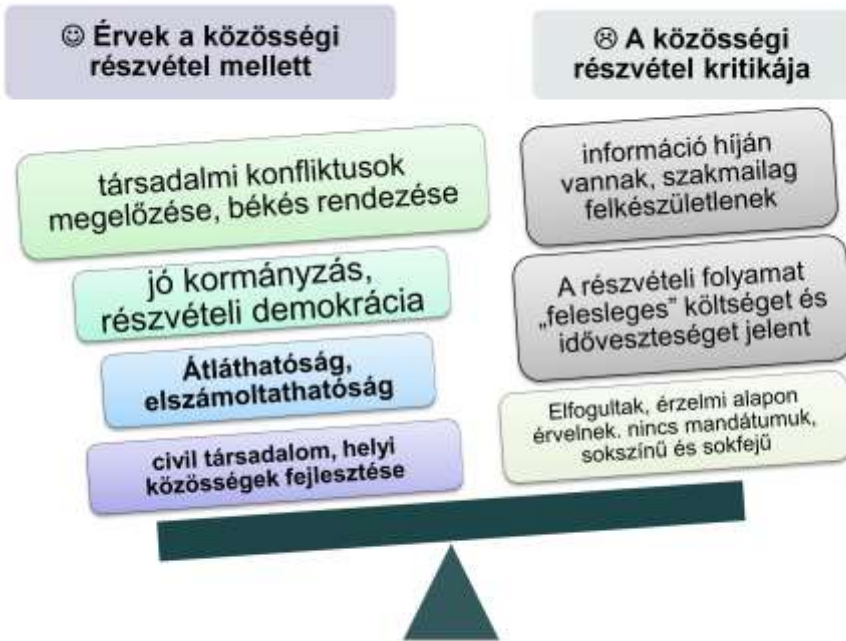 ☺ Érvek a közösségi
részvétel mellett
társadalmi konfliktusok
megelőzése, békés rendezése
jó kormányzás,
részvételi demokrácia
Átláthatóság,
elszámoltathatóság
civil társadalom, helyi
közösségek fejlesztése
☹ A közösségi
részvétel kritikája
információ híján
vannak, szakmailag
felkészületlenek
A részvételi folyamat
„felesleges” költséget és
időveszteséget jelent
Elfogultak, érzelmi alapon
érvelnek. nincs mandátumuk,
sokszínű és sokfejű